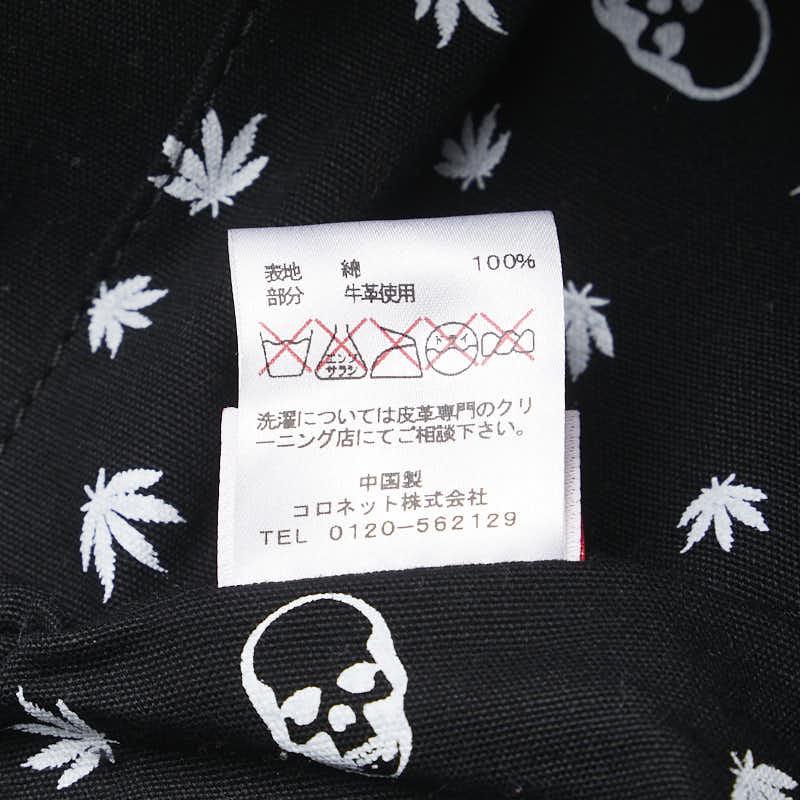 表地 綿 100%
部分 牛革使用
エンソ サラシ ドライ
洗濯については皮革専門のクリ
ーニング店にてご相談下さい。
中国製
コロネット株式会社
TEL 0120-562129